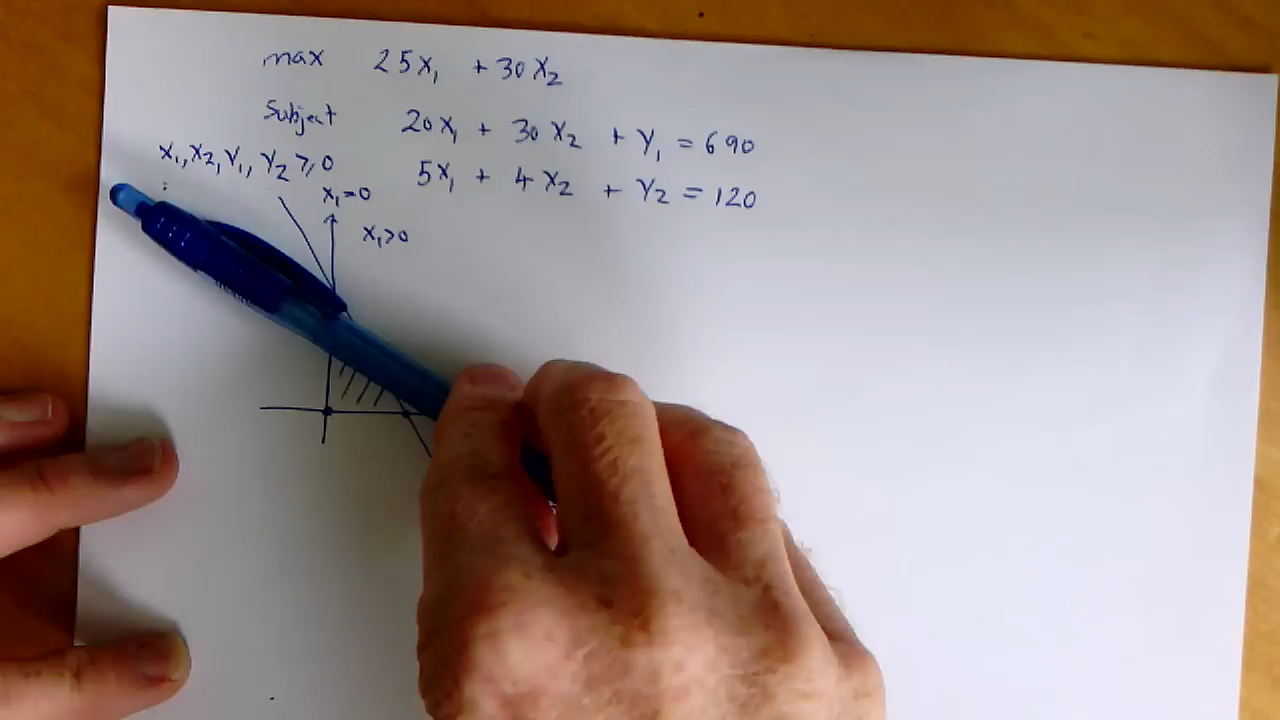 max 25x₁ + 30x₂
Subject 20x₁ + 30x₂ + y₁ = 690
x₁, x₂, y₁, y₂ ≥ 0 5x₁ + 4x₂ + y₂ = 120
x₁=0
x₁>0